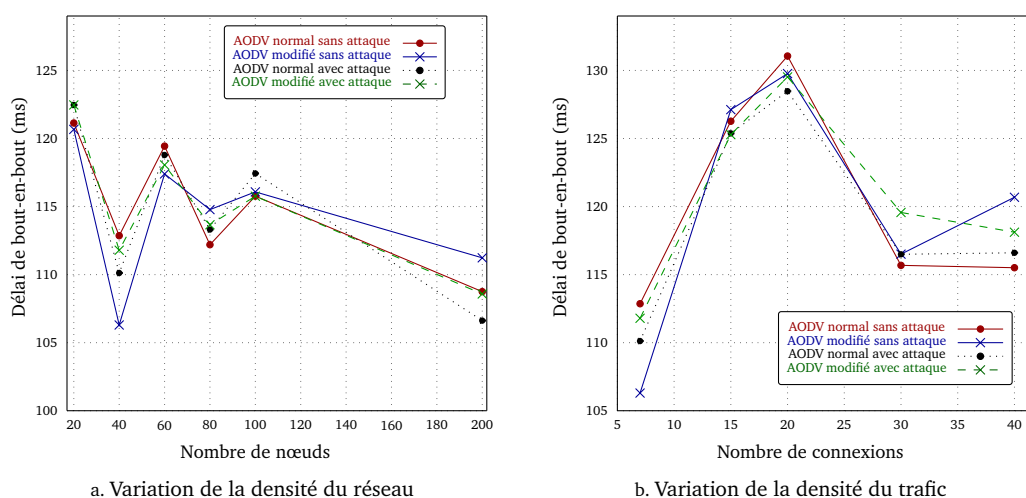 AODV normal sans attaque
AODV modifié sans attaque
AODV normal avec attaque
AODV modifié avec attaque
Délai de bout-en-bout (ms)
125
120
115
110
105
100
20 40 60 80 100 120 140 160 180 200
Nombre de nœuds
a. Variation de la densité du réseau
Délai de bout-en-bout (ms)
130
125
120
115
110
105
AODV normal sans attaque
AODV modifié sans attaque
AODV normal avec attaque
AODV modifié avec attaque
5 10 15 20 25 30 35 40
Nombre de connexions
b. Variation de la densité du trafic